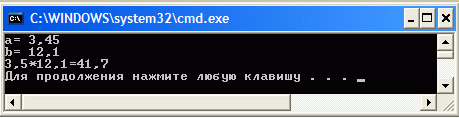 C:\WINDOWS\system32\cmd.exe
a= 3,45
b= 12,1
3,5*12,1=41,7
Для продолжения нажмите любую клавишу . . .